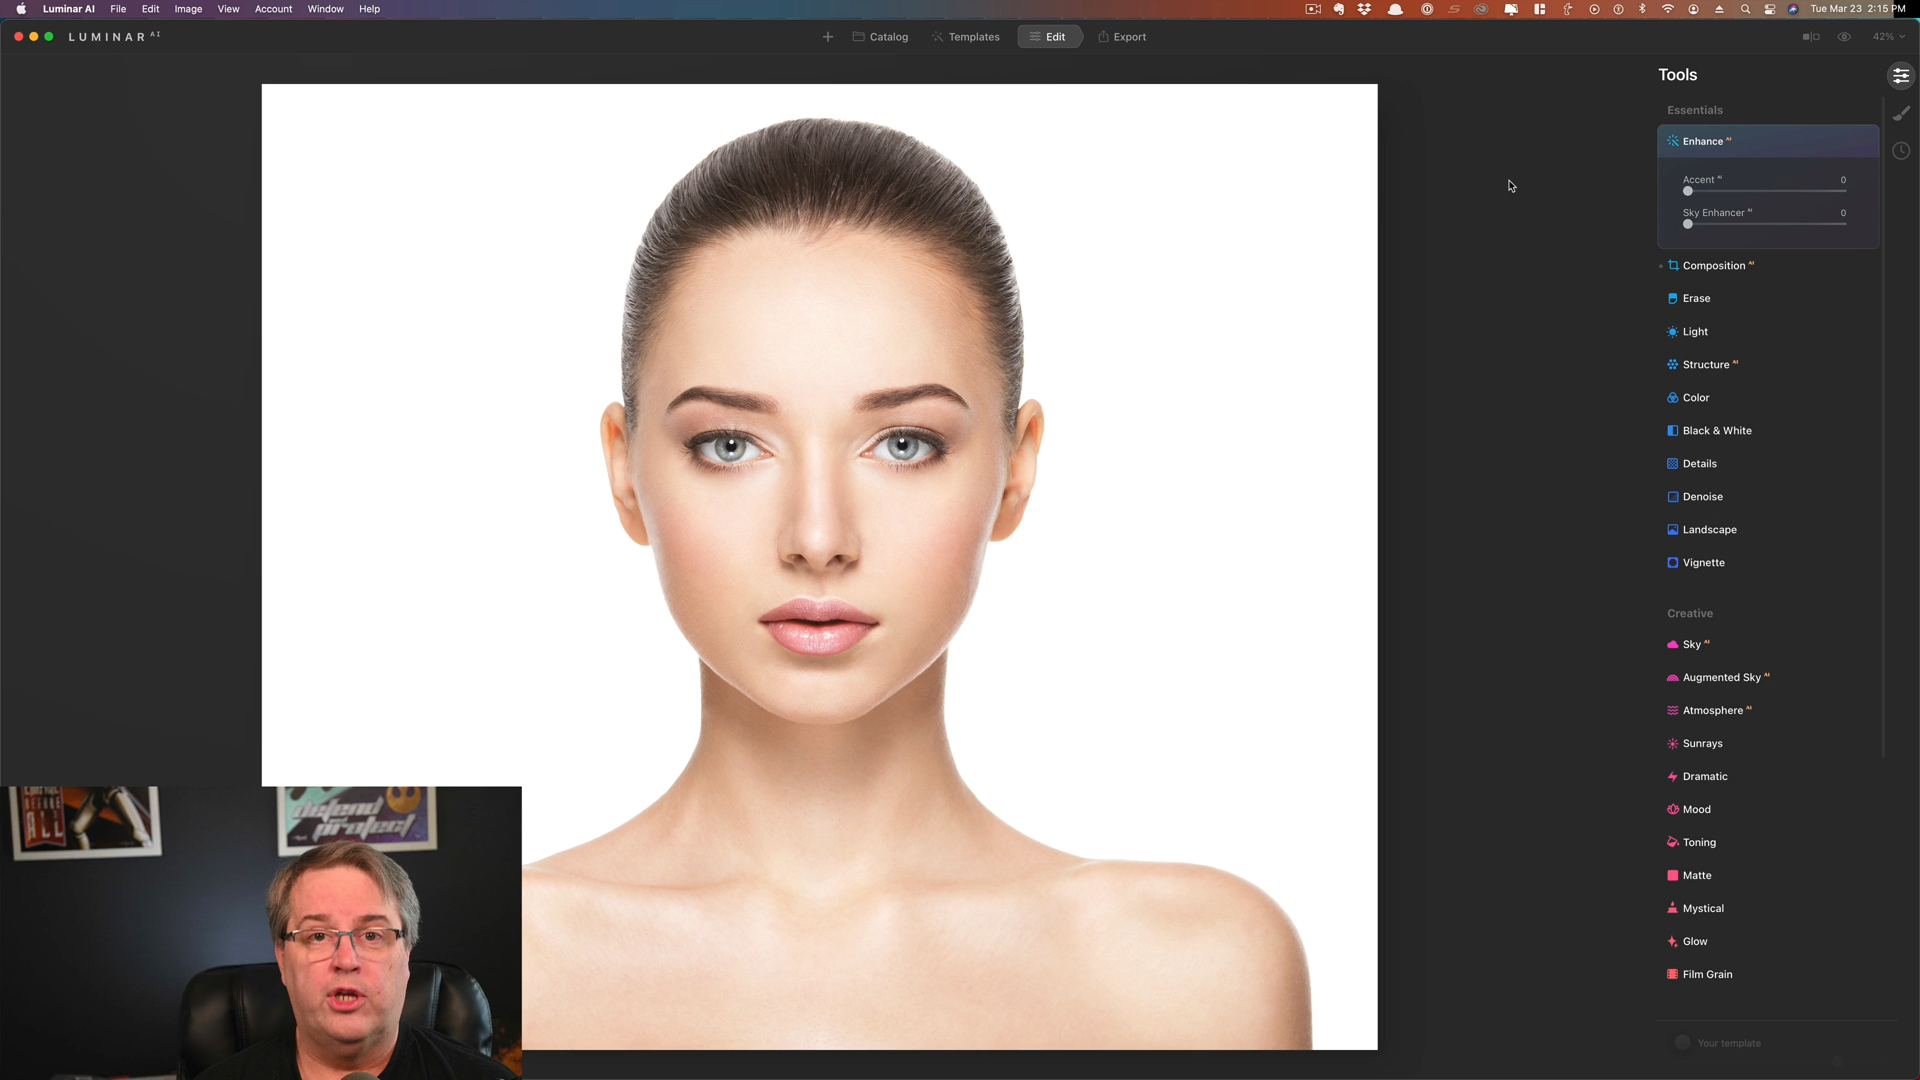 Luminar AI File Edit Image View Account Window Help
Tue Mar 23 2:15 PM
LUMINAR AI
Catalog Templates Edit Export
42%
Tools
Essentials
Enhance AI
Accent AI 0
Sky Enhancer AI 0
Composition AI
Erase
Light
Structure AI
Color
Black & White
Details
Denoise
Landscape
Vignette
Creative
Sky AI
Augmented Sky AI
Atmosphere AI
Sunrays
Dramatic
Mood
Toning
Matte
Mystical
Glow
Film Grain
Your template
ALL
defend
protect